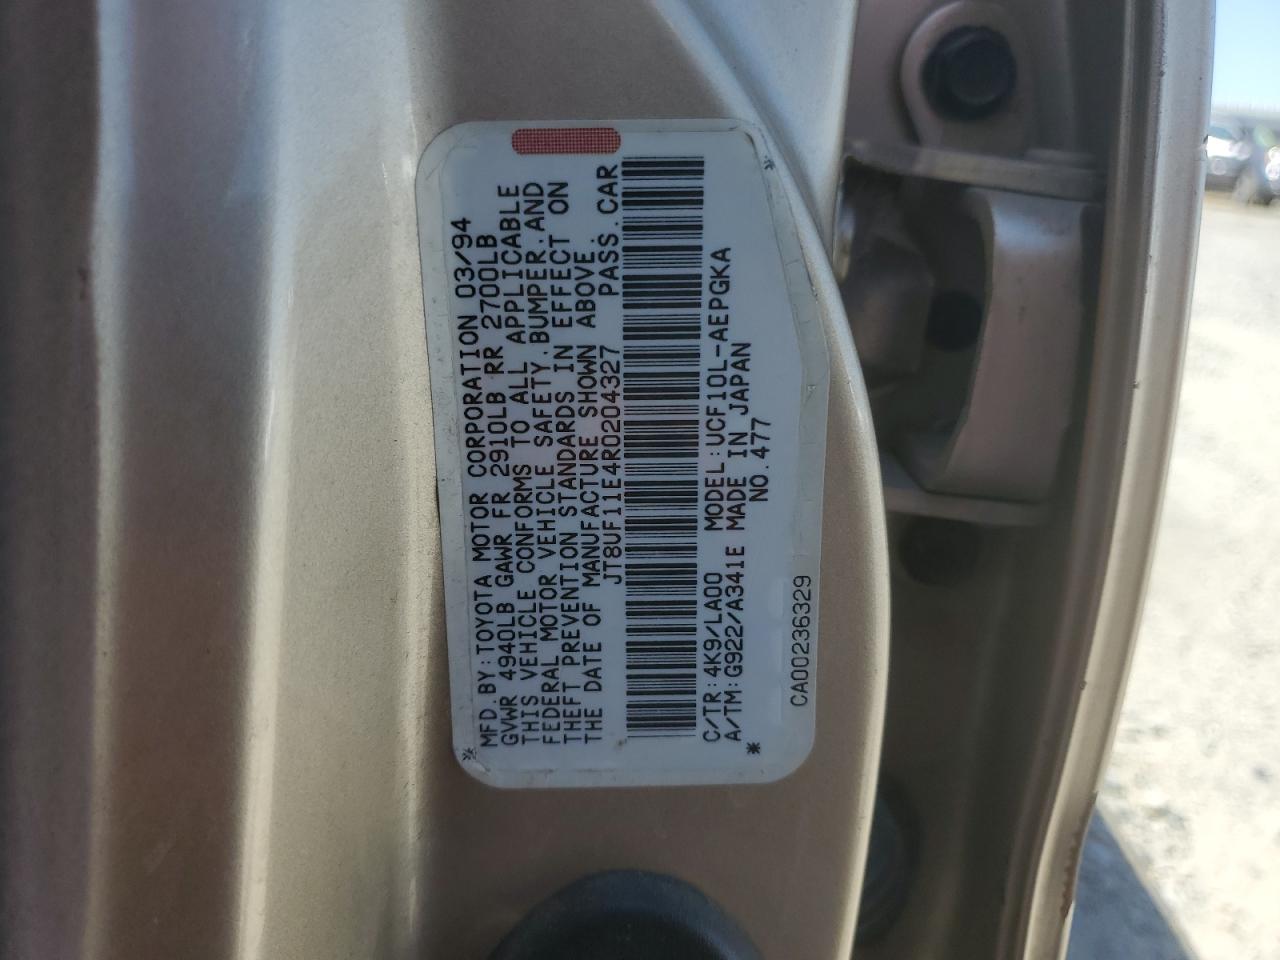 MFD.BY:TOYOTA MOTOR CORPORATION 03/94
GVWR 4940LB GAWR FR 2910LB RR 2700LB
THIS VEHICLE CONFORMS TO ALL APPLICABLE
FEDERAL MOTOR VEHICLE SAFETY.BUMPER.AND
THEFT PREVENTION STANDARDS IN EFFECT ON
THE DATE OF MANUFACTURE SHOWN ABOVE.
JT8UF11E4R0204327 PASS.CAR
C/TR:4K9/LA00 MODEL:UCF10L-AEPGKA
A/TM:G922/A341E MADE IN JAPAN
NO.477
CA00236329